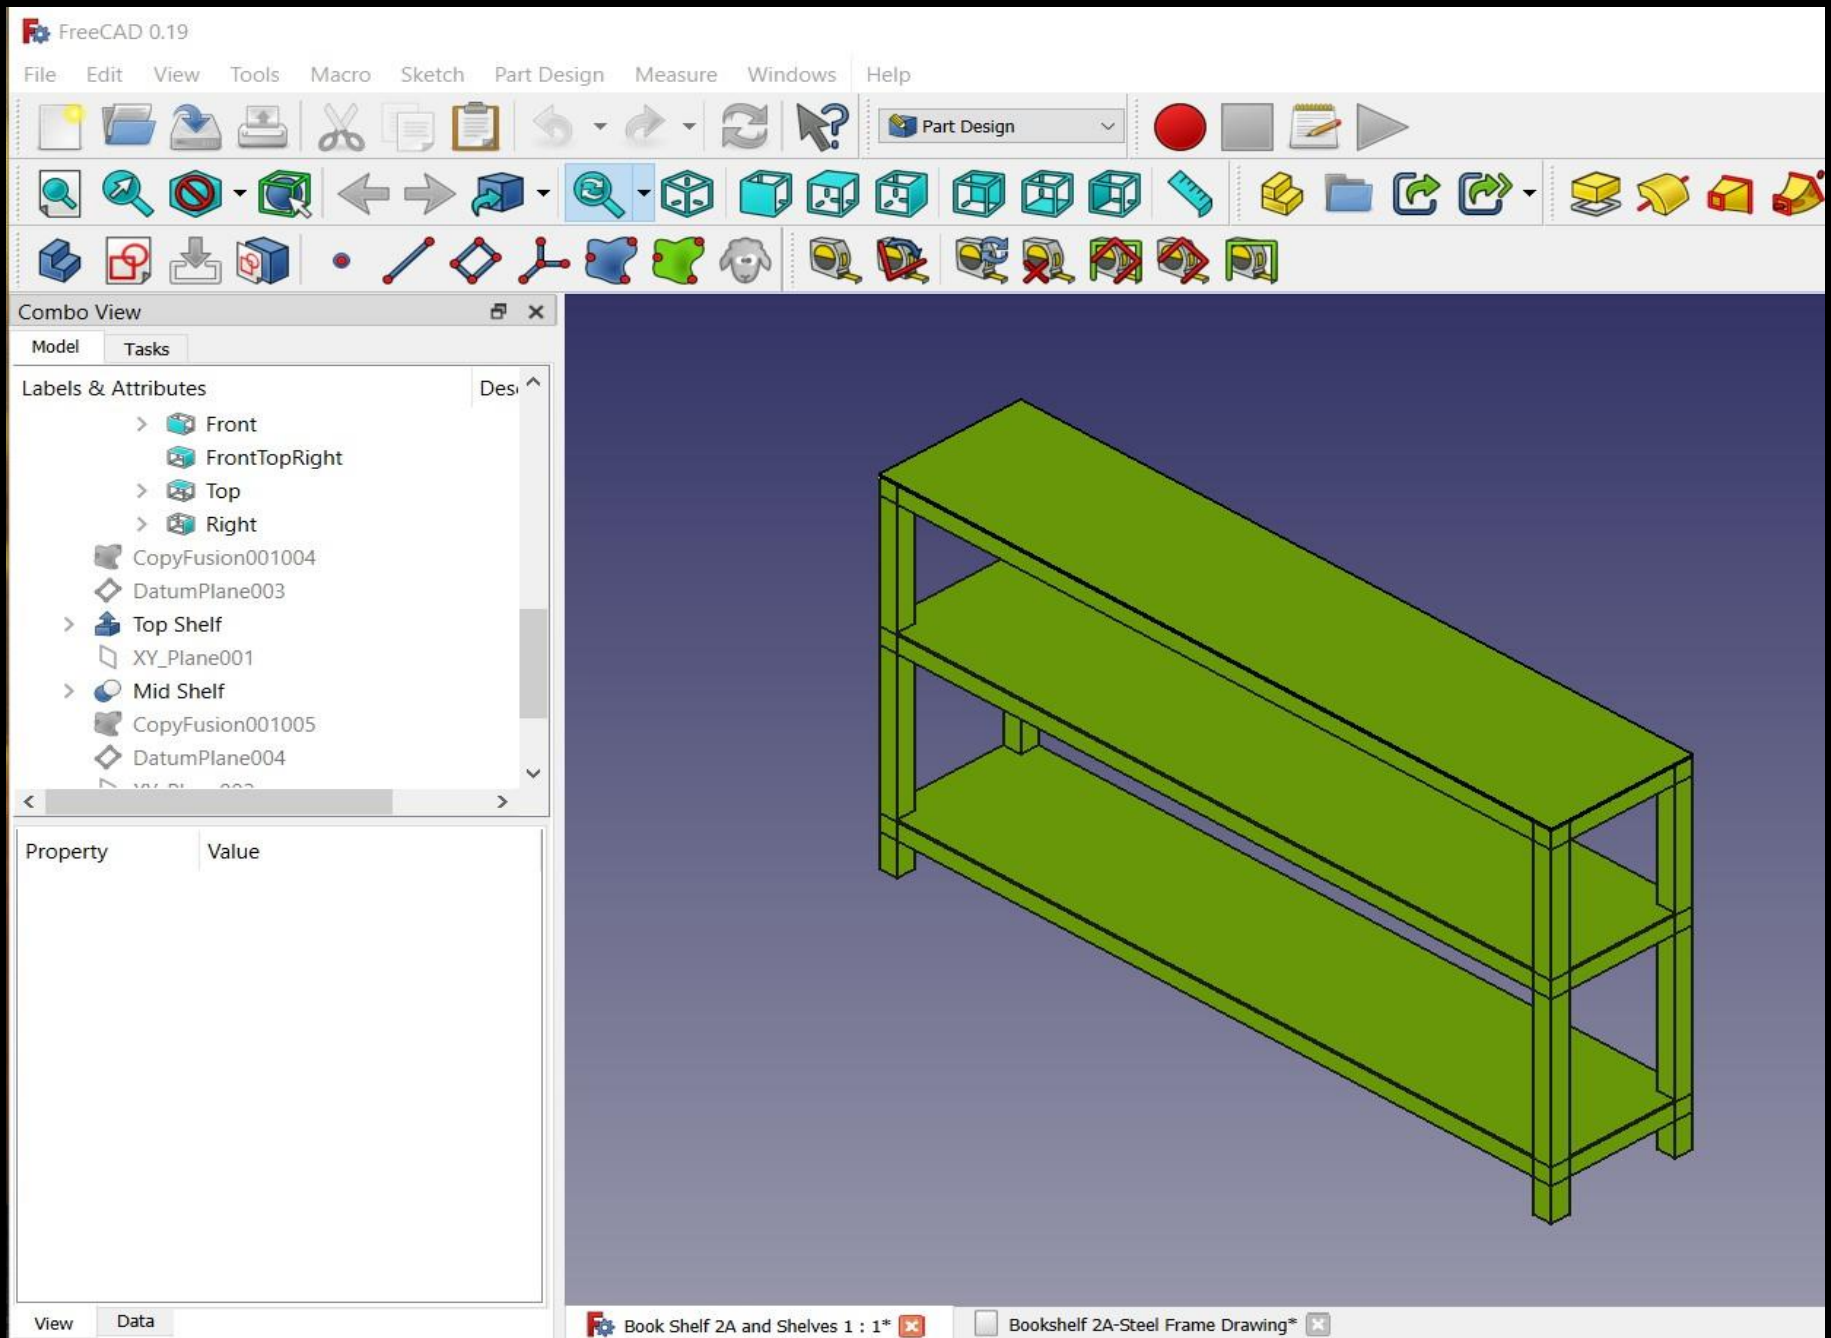 FreeCAD 0.19
File Edit View Tools Macro Sketch Part Design Measure Windows Help
Part Design
Combo View
Model Tasks
Labels & Attributes Des
Front
FrontTopRight
Top
Right
CopyFusion001004
DatumPlane003
Top Shelf
XY_Plane001
Mid Shelf
CopyFusion001005
DatumPlane004
Property Value
View Data
Book Shelf 2A and Shelves 1 : 1*
Bookshelf 2A-Steel Frame Drawing*